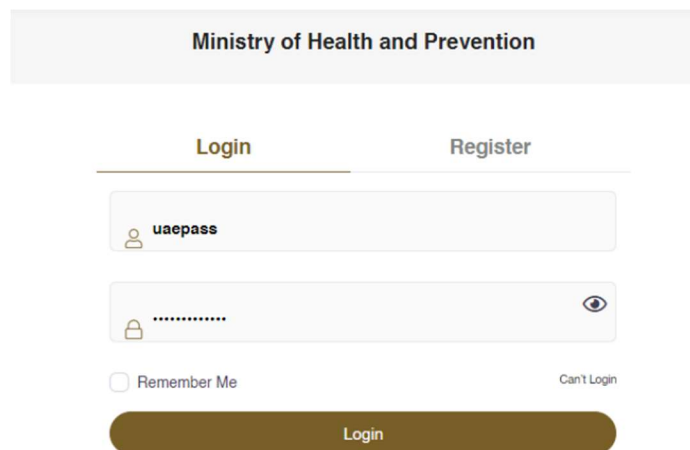 Ministry of Health and Prevention
Login Register
uaepass
.............
Remember Me Can't Login
Login